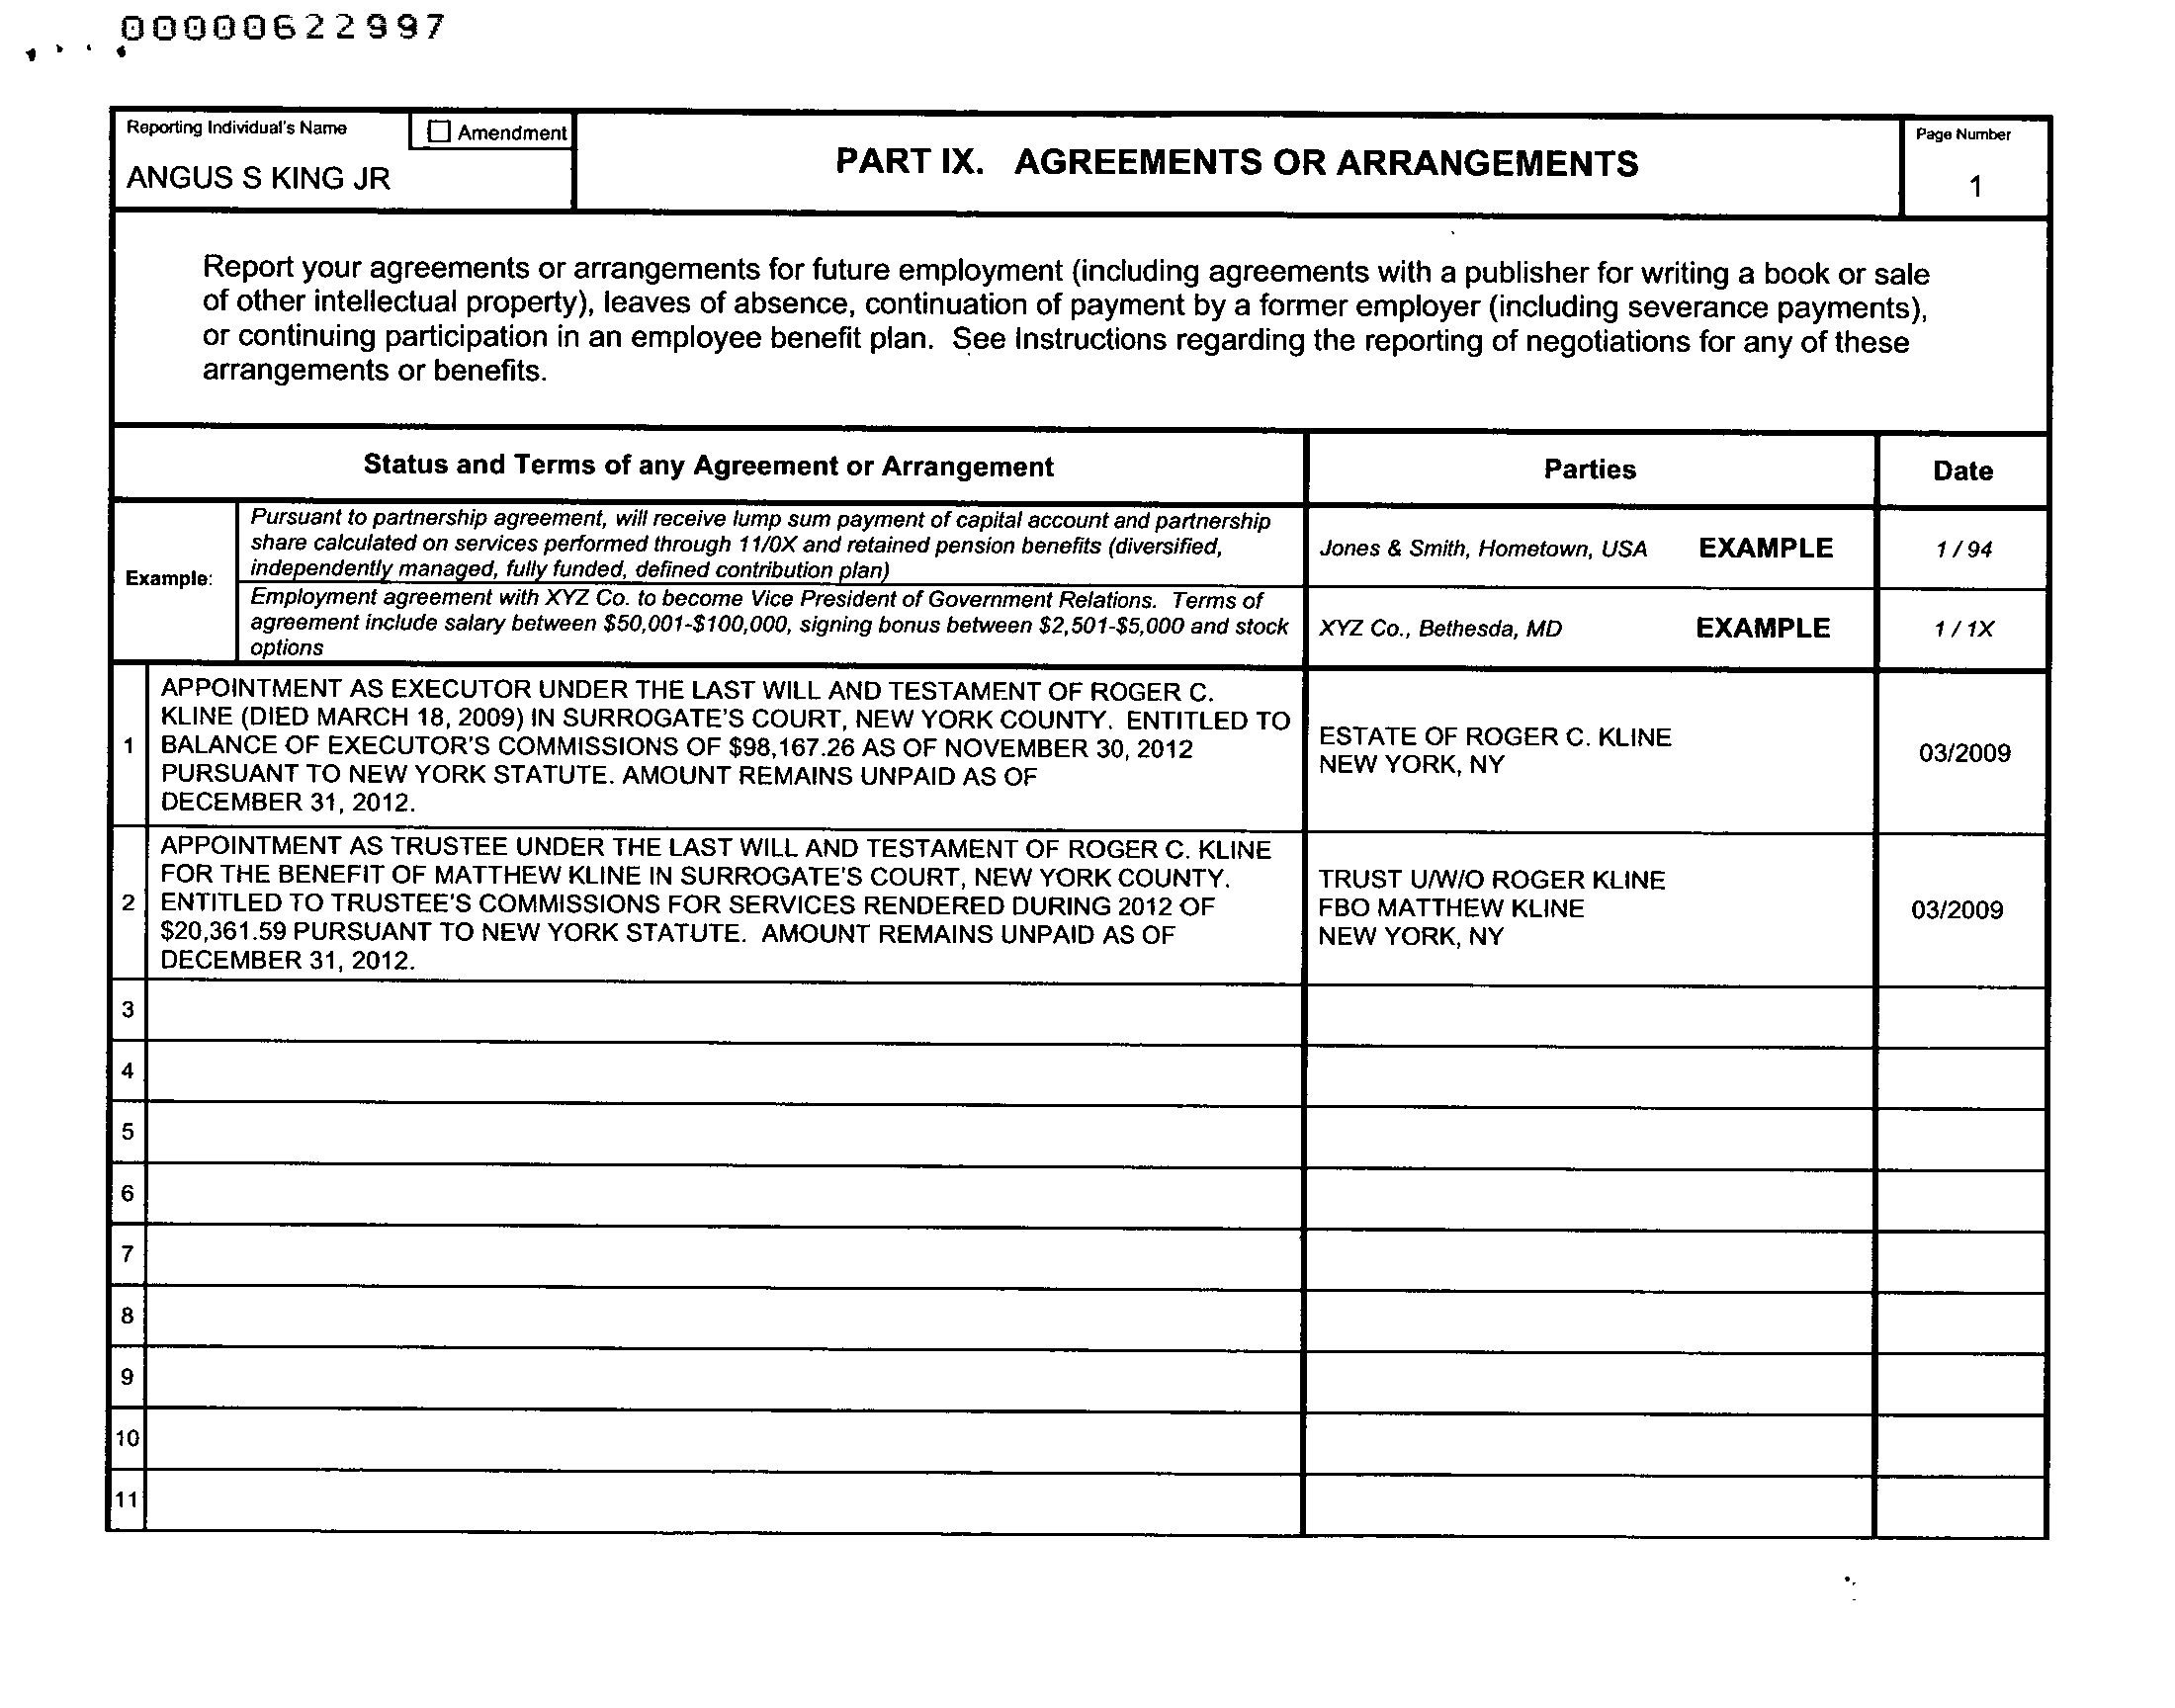 00000622997
Reporting Individual's Name
Amendment
ANGUS S KING JR
PART IX. AGREEMENTS OR ARRANGEMENTS
Page Number
1
Report your agreements or arrangements for future employment (including agreements with a publisher for writing a book or sale
of other intellectual property), leaves of absence, continuation of payment by a former employer (including severance payments),
or continuing participation in an employee benefit plan. See Instructions regarding the reporting of negotiations for any of these
arrangements or benefits.
Status and Terms of any Agreement or Arrangement
Parties
Date
Example:
Pursuant to partnership agreement, will receive lump sum payment of capital account and partnership
share calculated on services performed through 11/0X and retained pension benefits (diversified,
independently managed, fully funded, defined contribution plan)
Jones & Smith, Hometown, USA EXAMPLE
1 / 94
Employment agreement with XYZ Co. to become Vice President of Government Relations. Terms of
agreement include salary between $50,001-$100,000, signing bonus between $2,501-$5,000 and stock
options
XYZ Co., Bethesda, MD EXAMPLE
1 / 1X
1
APPOINTMENT AS EXECUTOR UNDER THE LAST WILL AND TESTAMENT OF ROGER C.
KLINE (DIED MARCH 18, 2009) IN SURROGATE'S COURT, NEW YORK COUNTY. ENTITLED TO
BALANCE OF EXECUTOR'S COMMISSIONS OF $98,167.26 AS OF NOVEMBER 30, 2012
PURSUANT TO NEW YORK STATUTE. AMOUNT REMAINS UNPAID AS OF
DECEMBER 31, 2012.
ESTATE OF ROGER C. KLINE
NEW YORK, NY
03/2009
2
APPOINTMENT AS TRUSTEE UNDER THE LAST WILL AND TESTAMENT OF ROGER C. KLINE
FOR THE BENEFIT OF MATTHEW KLINE IN SURROGATE'S COURT, NEW YORK COUNTY.
ENTITLED TO TRUSTEE'S COMMISSIONS FOR SERVICES RENDERED DURING 2012 OF
$20,361.59 PURSUANT TO NEW YORK STATUTE. AMOUNT REMAINS UNPAID AS OF
DECEMBER 31, 2012.
TRUST U/W/O ROGER KLINE
FBO MATTHEW KLINE
NEW YORK, NY
03/2009
3
4
5
6
7
8
9
10
11